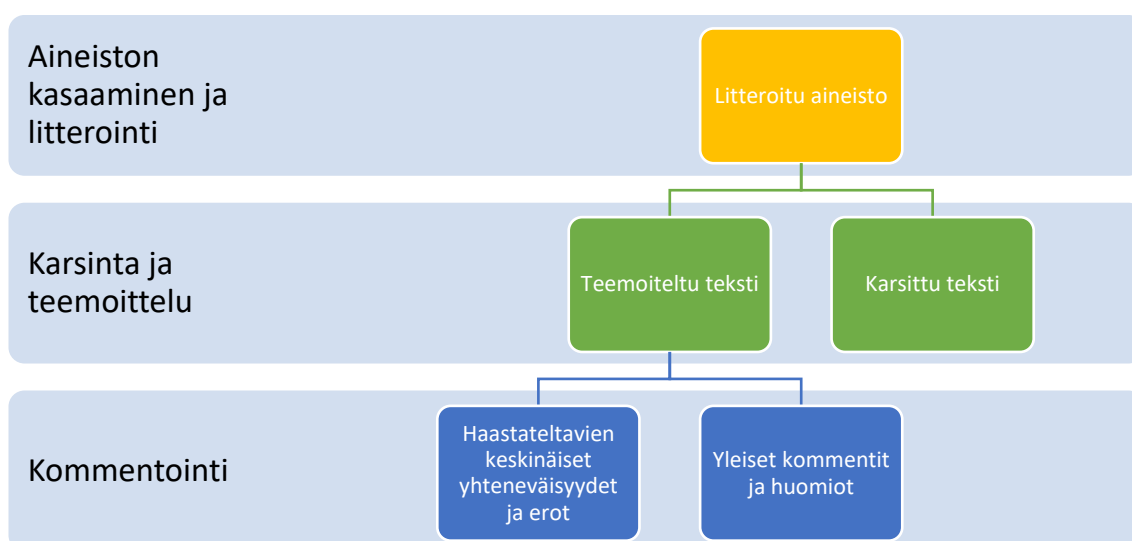 Aineiston
kasaaminen ja
litterointi
Litteroitu aineisto
Karsinta ja
teemoittelu
Teemoiteltu teksti
Karsittu teksti
Kommentointi
Haastateltavien
keskinäiset
yhteneväisyydet
ja erot
Yleiset kommentit
ja huomiot